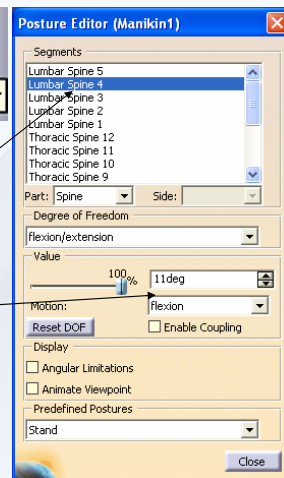 Posture Editor (Manikin1)
Segments
Lumbar Spine 5
Lumbar Spine 4
Lumbar Spine 3
Lumbar Spine 2
Lumbar Spine 1
Thoracic Spine 12
Thoracic Spine 11
Thoracic Spine 10
Thoracic Spine 9
Part: Spine Side:
Degree of Freedom
flexion/extension
Value
100% 11deg
Motion: flexion
Reset DOF Enable Coupling
Display
Angular Limitations
Animate Viewpoint
Predefined Postures
Stand
Close